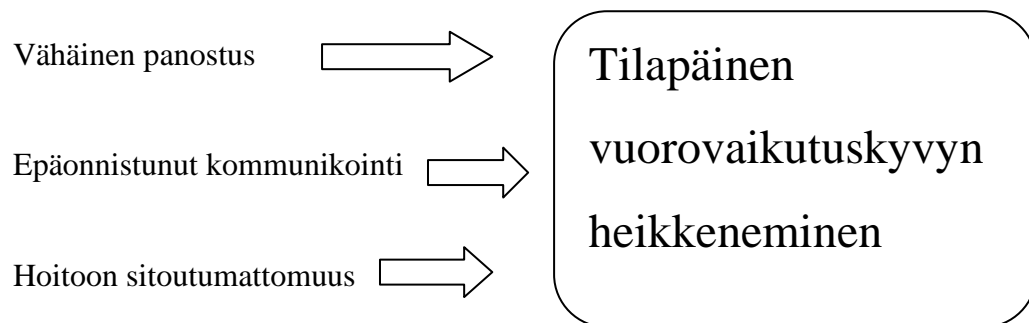 Vähäinen panostus
Epäonnistunut kommunikointi
Hoitoon sitoutumattomuus
Tilapäinen
vuorovaikutuskyvyn
heikkeneminen